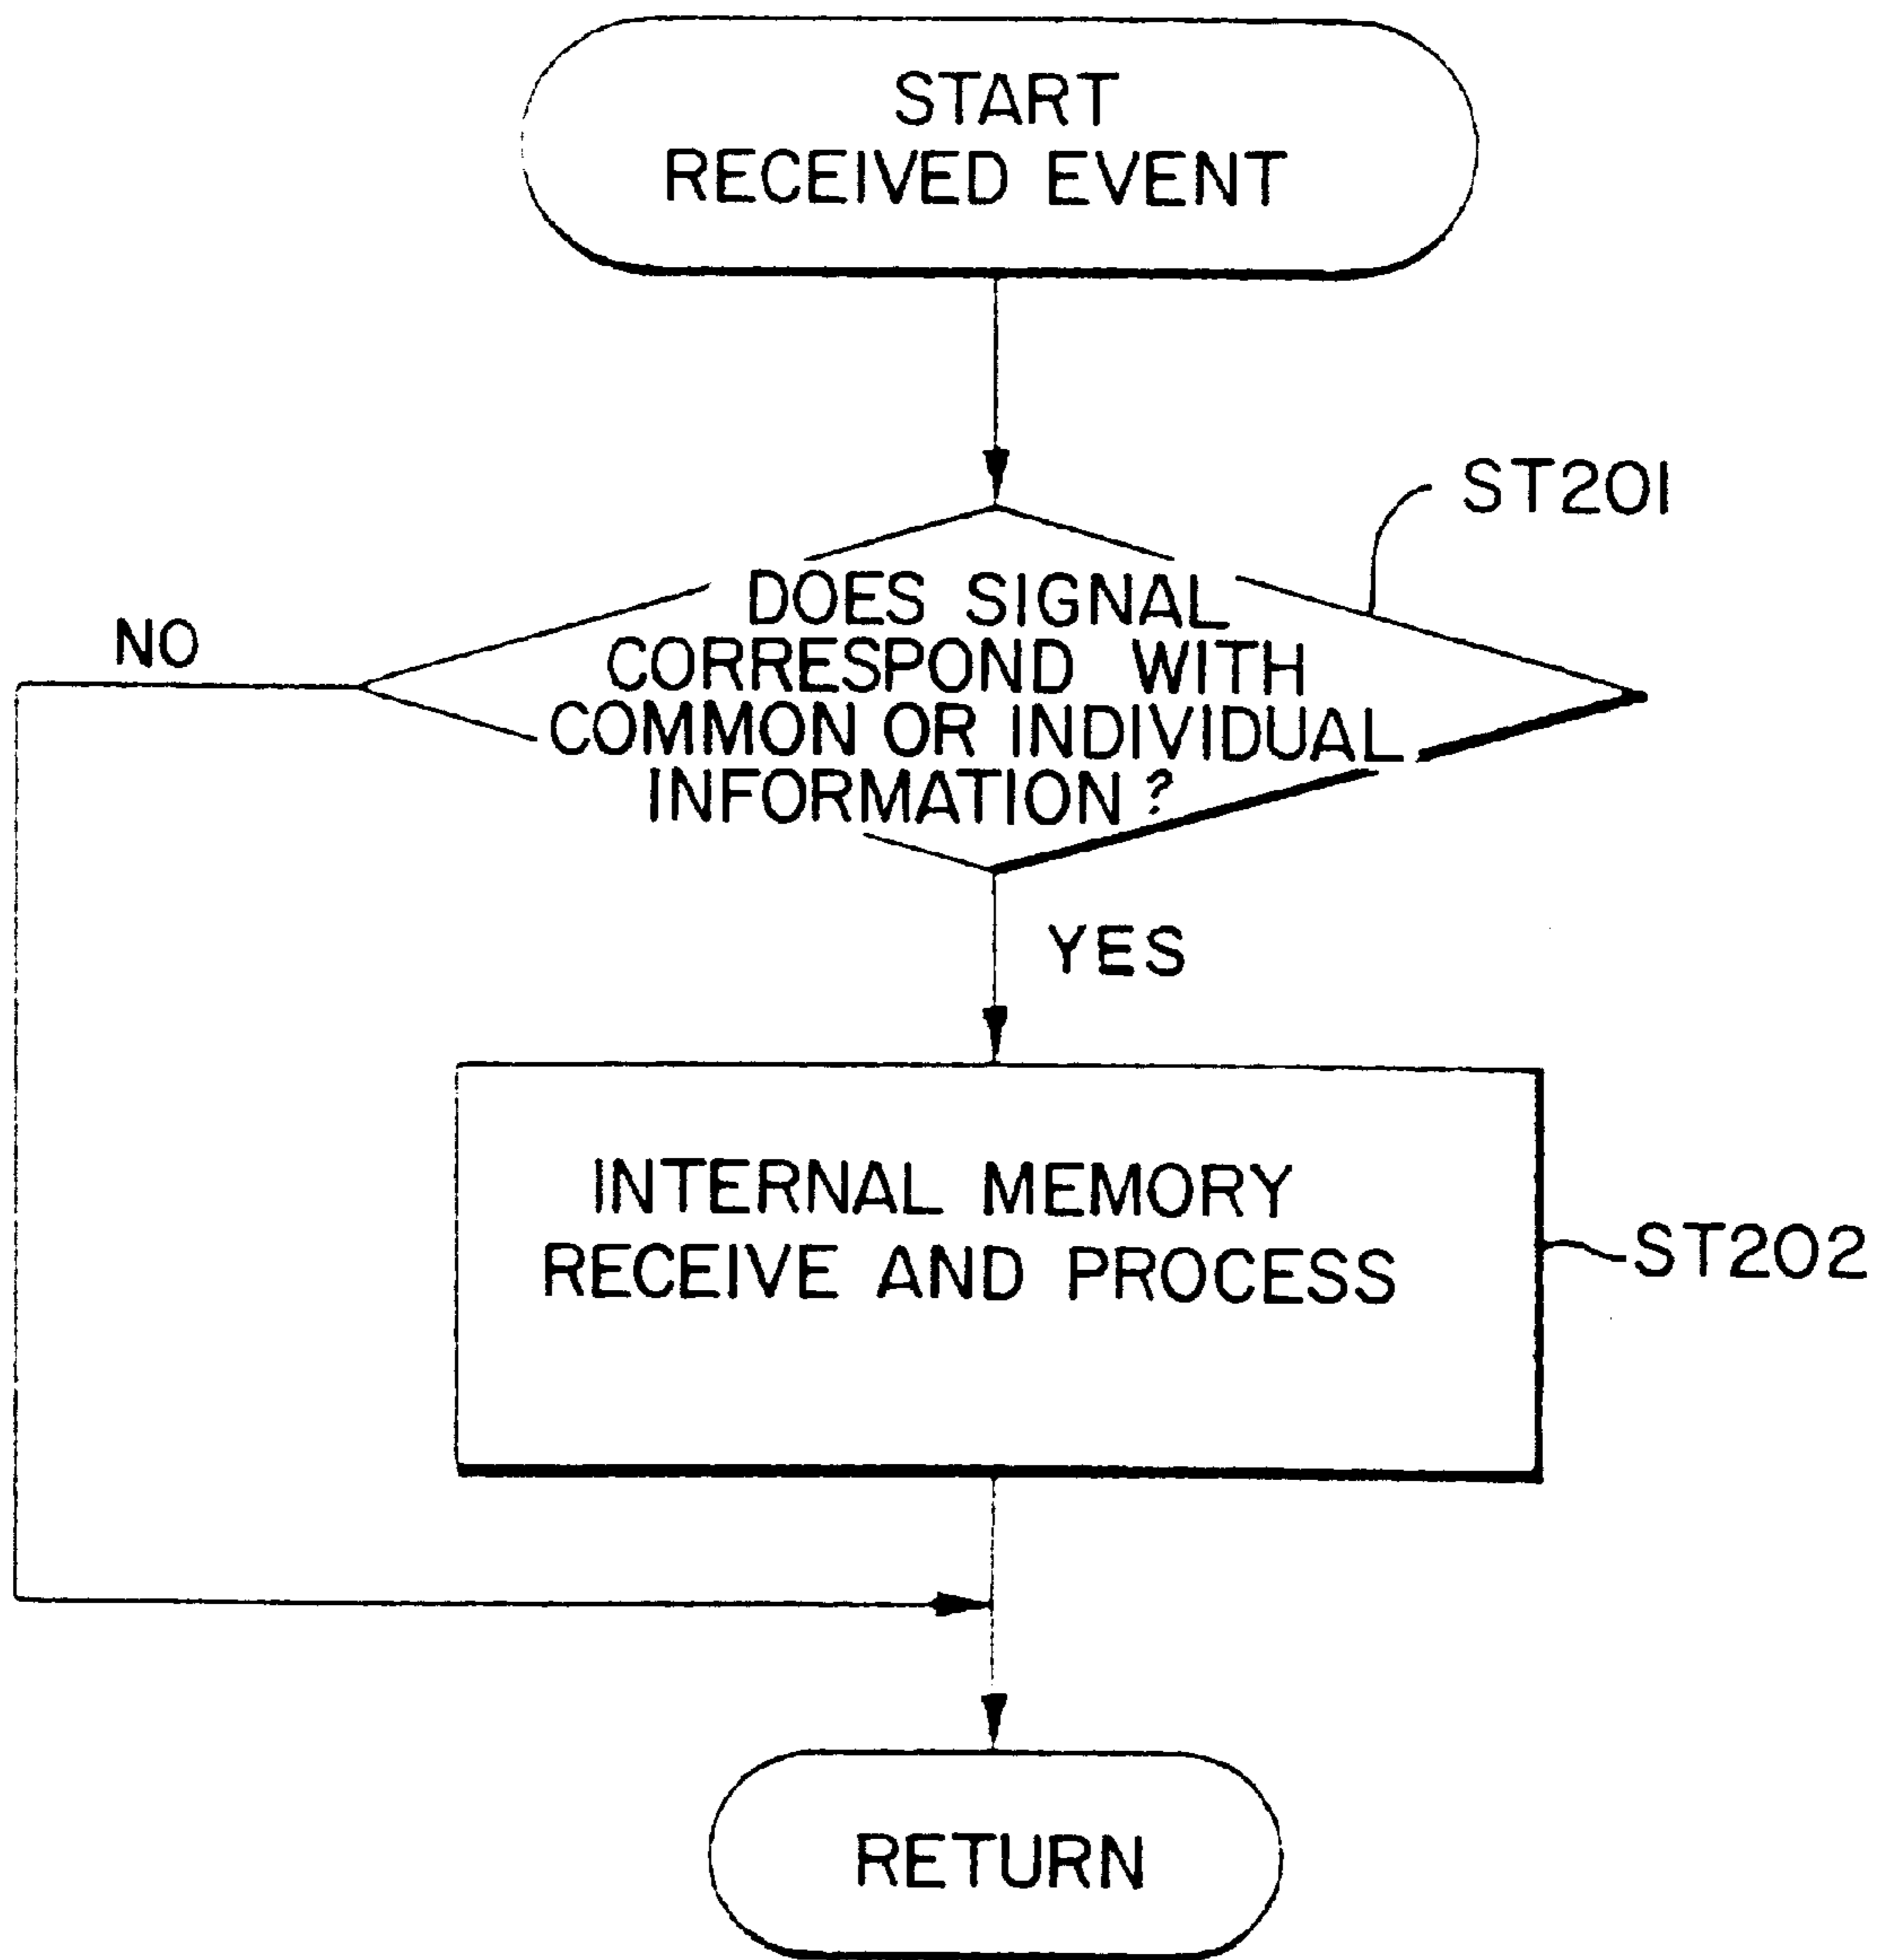 START
RECEIVED EVENT
ST201
DOES SIGNAL
CORRESPOND WITH
COMMON OR INDIVIDUAL
INFORMATION?
NO
YES
INTERNAL MEMORY
RECEIVE AND PROCESS
ST202
RETURN